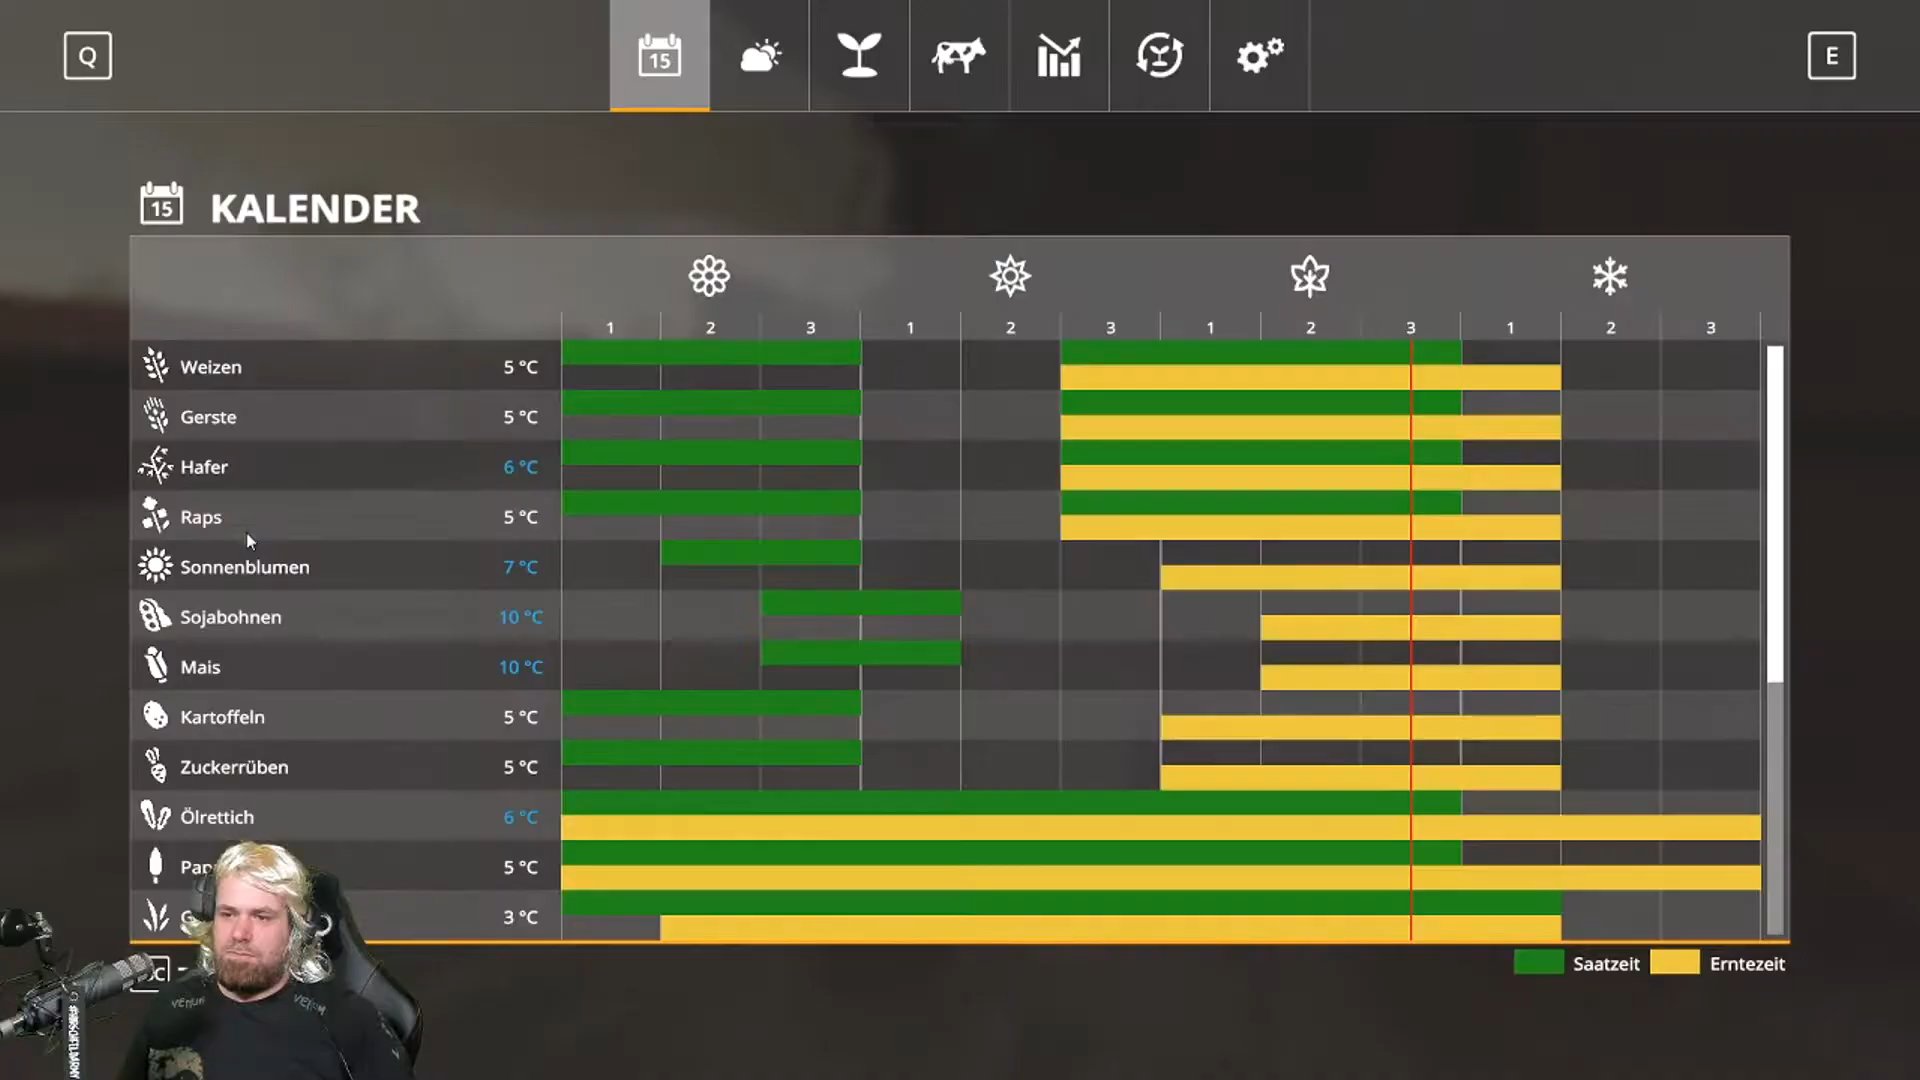 Q
15
E
15 KALENDER
1 2 3 1 2 3 1 2 3 1 2 3
Weizen 5 °C
Gerste 5 °C
Hafer 6 °C
Raps 5 °C
Sonnenblumen 7 °C
Sojabohnen 10 °C
Mais 10 °C
Kartoffeln 5 °C
Zuckerrüben 5 °C
Ölrettich 6 °C
5 °C
3 °C
Saatzeit Erntezeit